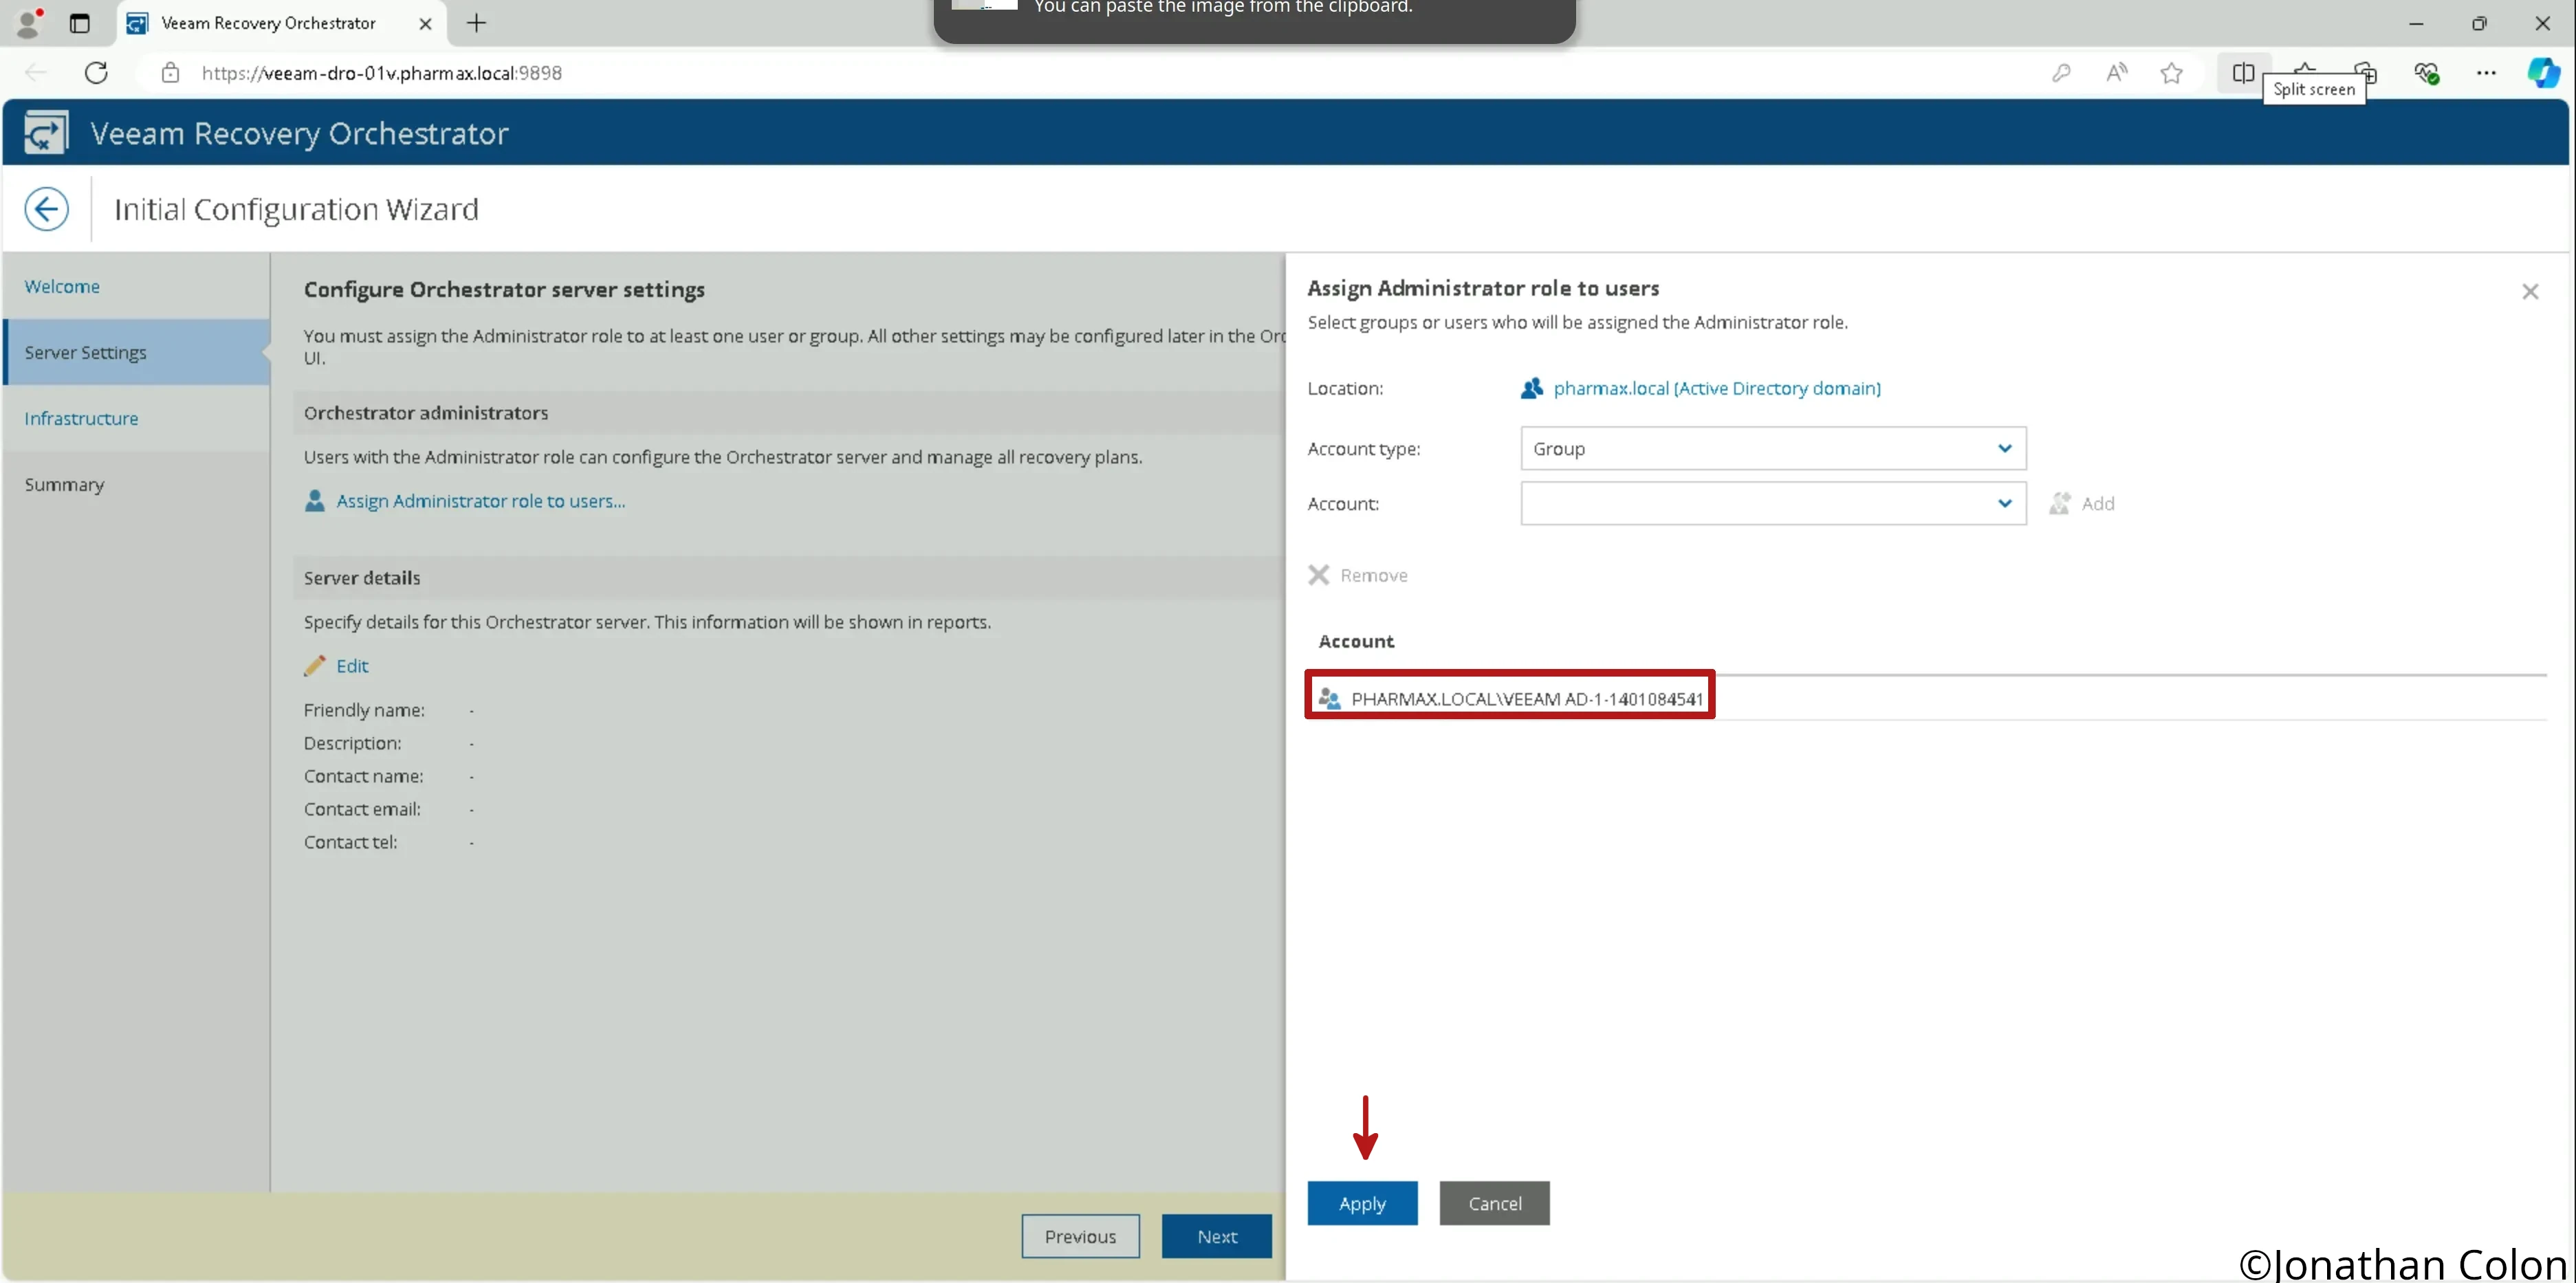 You can paste the image from the clipboard.
Veeam Recovery Orchestrator
https://veeam-dro-01v.pharmax.local:9898
Split screen
Veeam Recovery Orchestrator
Initial Configuration Wizard
Welcome
Server Settings
Infrastructure
Summary
Configure Orchestrator server settings
You must assign the Administrator role to at least one user or group. All other settings may be configured later in the Orc
UI.
Orchestrator administrators
Users with the Administrator role can configure the Orchestrator server and manage all recovery plans.
Assign Administrator role to users...
Server details
Specify details for this Orchestrator server. This information will be shown in reports.
Edit
Friendly name: -
Description: -
Contact name: -
Contact email: -
Contact tel: -
Previous
Next
Assign Administrator role to users
Select groups or users who will be assigned the Administrator role.
Location: pharmax.local (Active Directory domain)
Account type: Group
Account: Add
Remove
Account
PHARMAX.LOCAL\VEEAM AD-1-1401084541
Apply
Cancel
©Jonathan Colon